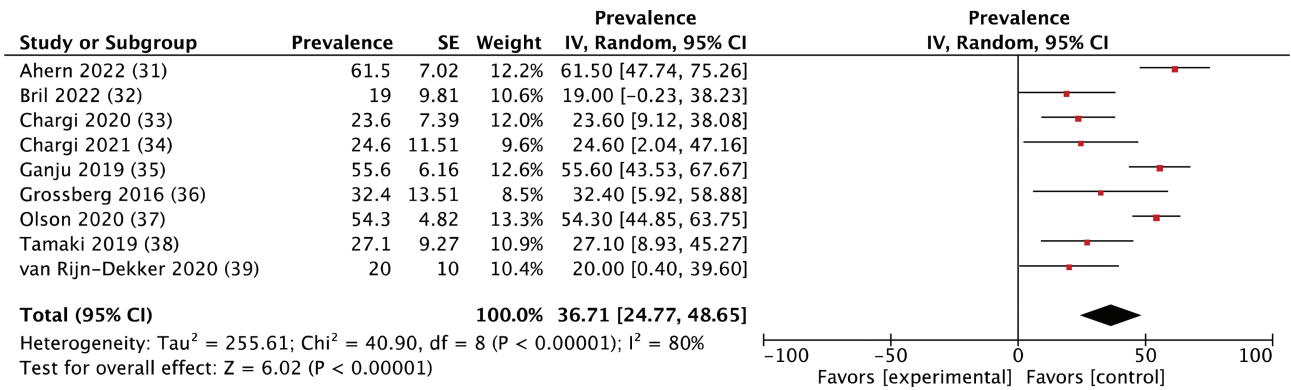 Prevalence Prevalence
Study or Subgroup Prevalence SE Weight IV, Random, 95% CI IV, Random, 95% CI
Ahern 2022 (31) 61.5 7.02 12.2% 61.50 [47.74, 75.26]
Bril 2022 (32) 19 9.81 10.6% 19.00 [−0.23, 38.23]
Chargi 2020 (33) 23.6 7.39 12.0% 23.60 [9.12, 38.08]
Chargi 2021 (34) 24.6 11.51 9.6% 24.60 [2.04, 47.16]
Ganju 2019 (35) 55.6 6.16 12.6% 55.60 [43.53, 67.67]
Grossberg 2016 (36) 32.4 13.51 8.5% 32.40 [5.92, 58.88]
Olson 2020 (37) 54.3 4.82 13.3% 54.30 [44.85, 63.75]
Tamaki 2019 (38) 27.1 9.27 10.9% 27.10 [8.93, 45.27]
van Rijn–Dekker 2020 (39) 20 10 10.4% 20.00 [0.40, 39.60]
Total (95% CI) 100.0% 36.71 [24.77, 48.65]
Heterogeneity: Tau² = 255.61; Chi² = 40.90, df = 8 (P < 0.00001); I² = 80%
Test for overall effect: Z = 6.02 (P < 0.00001)
−100 −50 0 50 100
Favors [experimental] Favors [control]